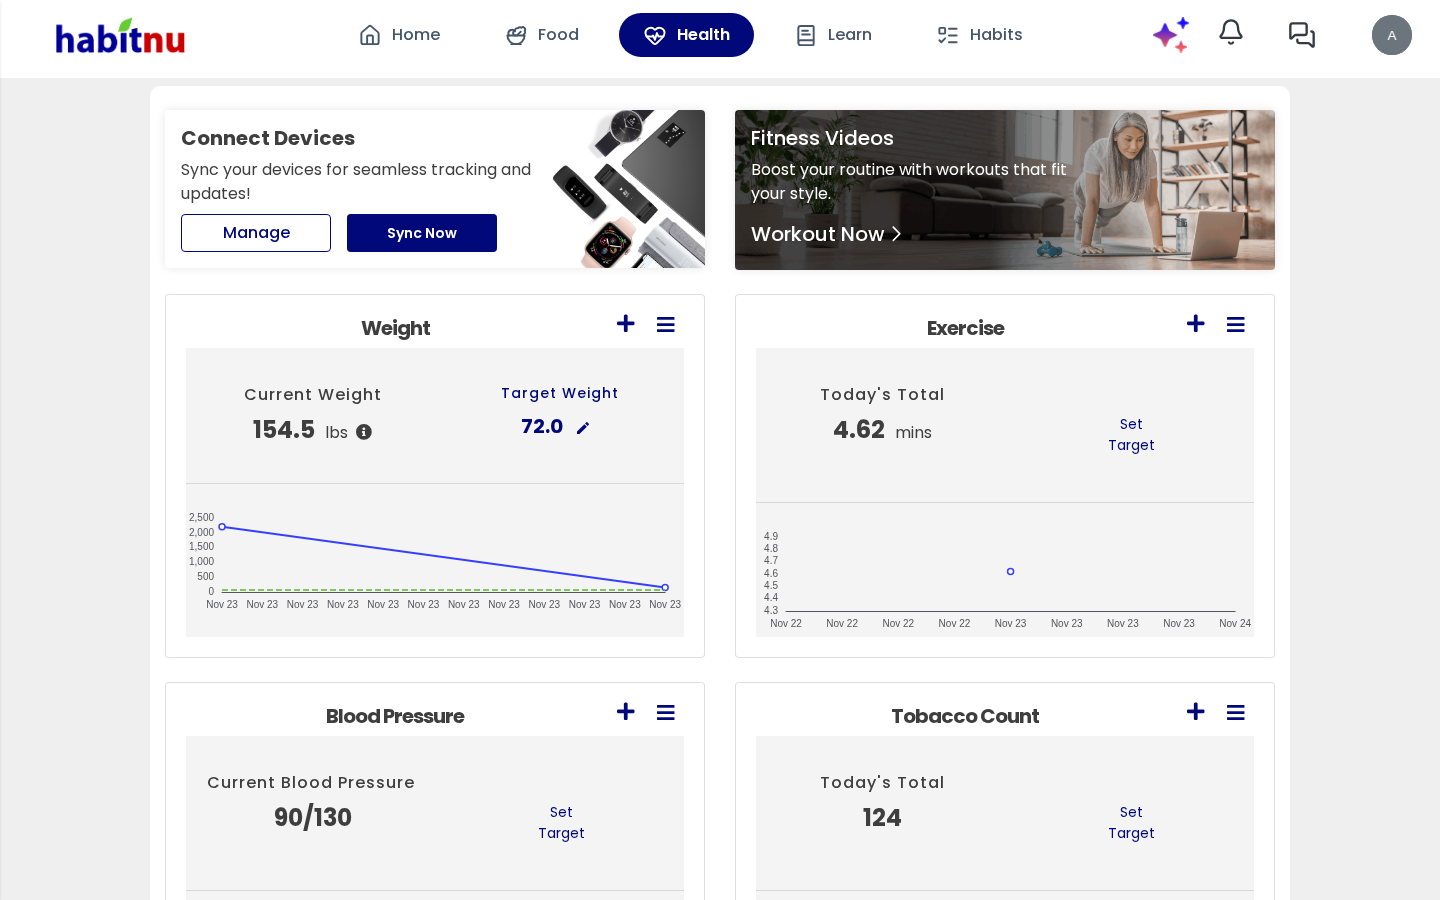 habitnu
Home
Food
Health
Learn
Habits
A
Connect Devices
Sync your devices for seamless tracking and
updates!
Manage
Sync Now
Fitness Videos
Boost your routine with workouts that fit
your style.
Workout Now
Weight
Current Weight
154.5 lbs
Target Weight
72.0
2,500
2,000
1,500
1,000
500
0
Nov 23 Nov 23 Nov 23 Nov 23 Nov 23 Nov 23 Nov 23 Nov 23 Nov 23 Nov 23 Nov 23 Nov 23
Exercise
Today's Total
4.62 mins
Set
Target
4.9
4.8
4.7
4.6
4.5
4.4
4.3
Nov 22 Nov 22 Nov 22 Nov 22 Nov 23 Nov 23 Nov 23 Nov 23 Nov 24
Blood Pressure
Current Blood Pressure
90/130
Set
Target
Tobacco Count
Today's Total
124
Set
Target